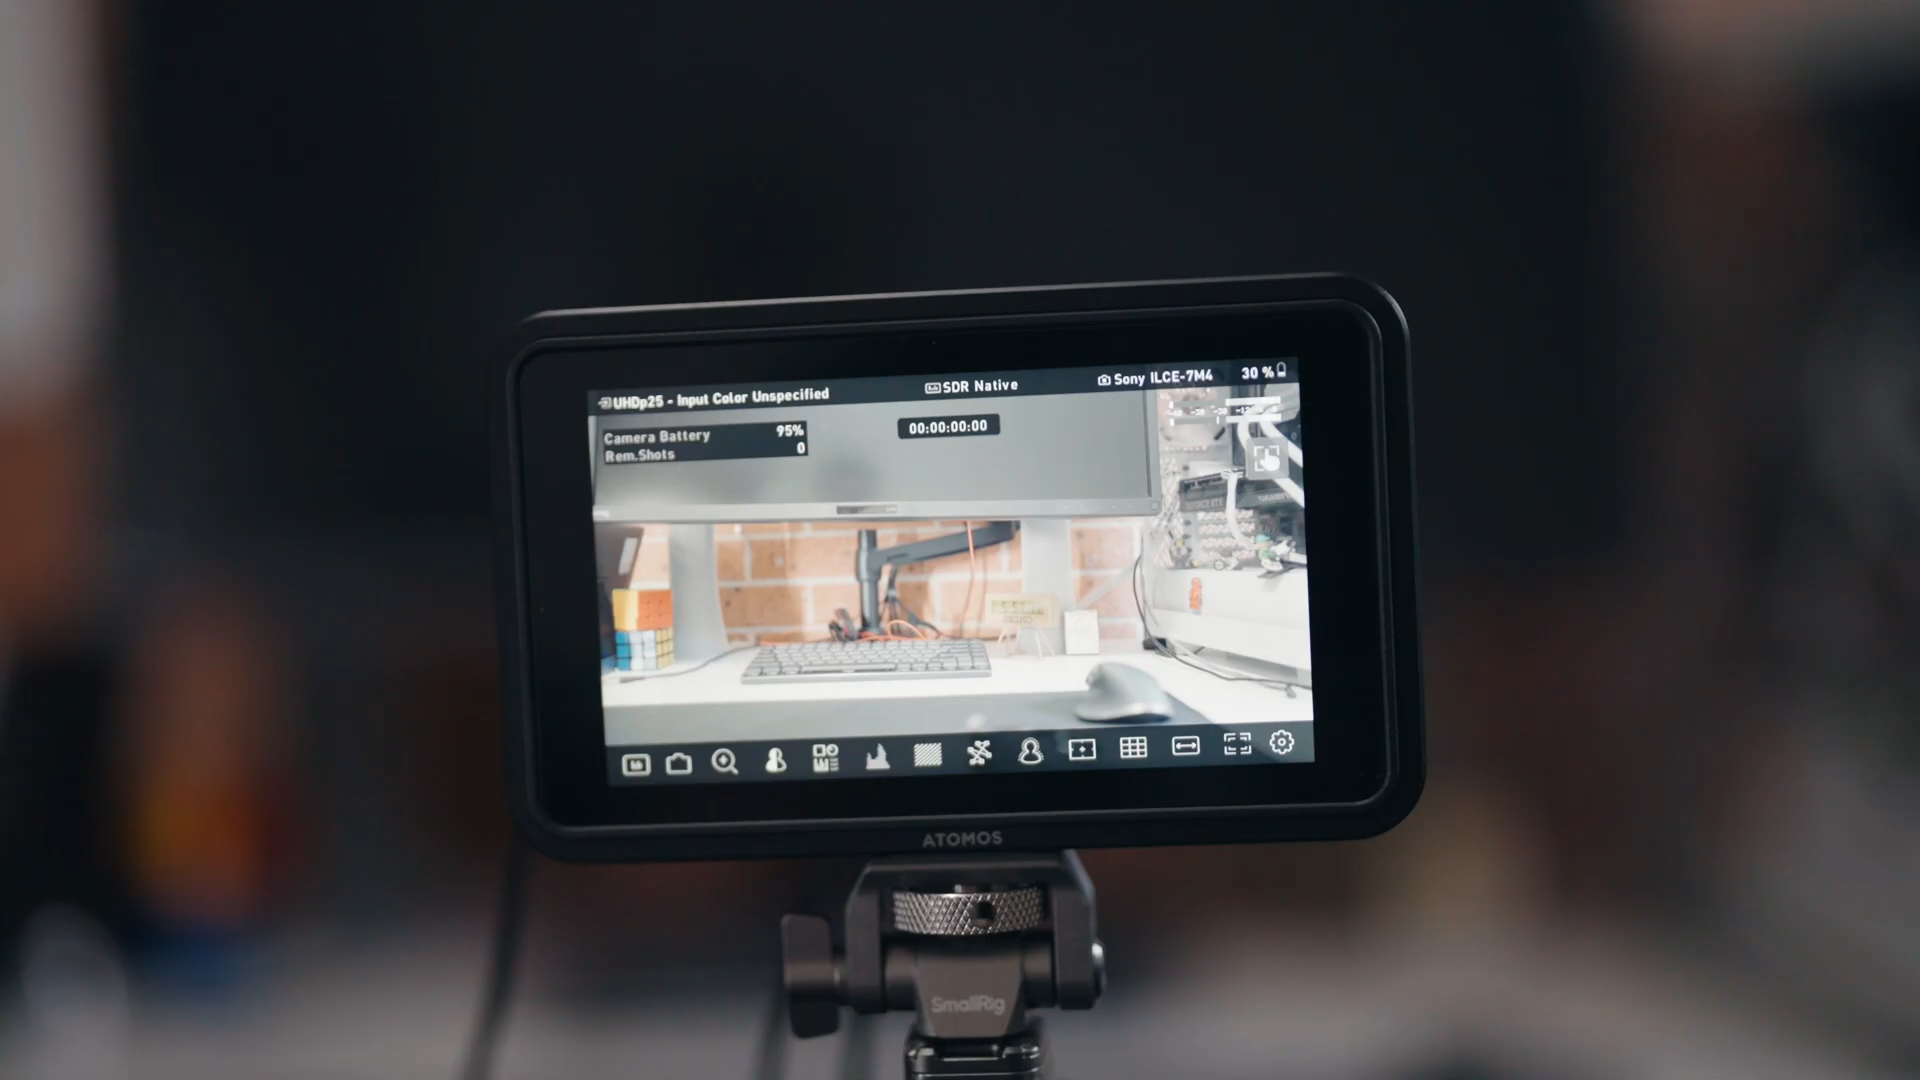 UHDp25 - Input Color Unspecified
SDR Native
Sony ILCE-7M4
30 %
Camera Battery 95%
Rem.Shots 0
00:00:00:00
ATOMOS
SmallRig